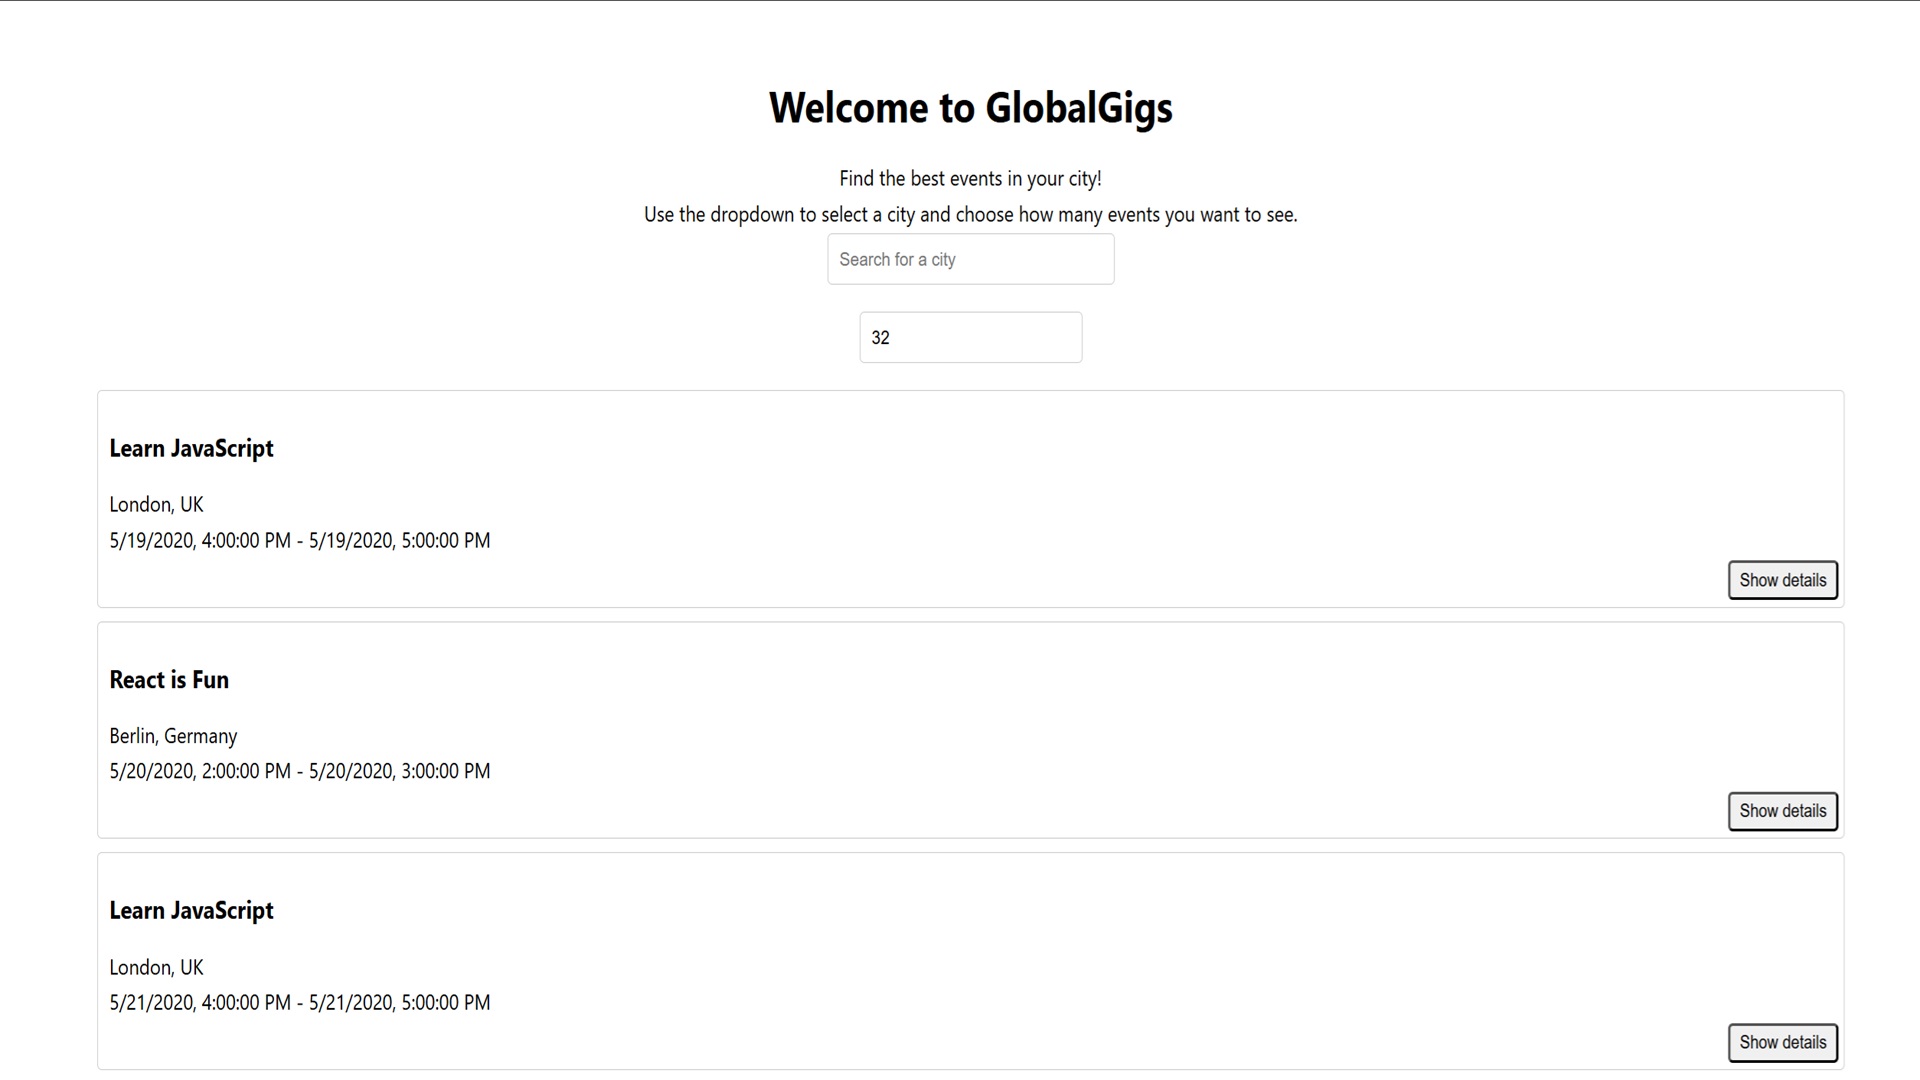 Welcome to GlobalGigs
Find the best events in your city!
Use the dropdown to select a city and choose how many events you want to see.
Search for a city
32
Learn JavaScript
London, UK
5/19/2020, 4:00:00 PM - 5/19/2020, 5:00:00 PM
Show details
React is Fun
Berlin, Germany
5/20/2020, 2:00:00 PM - 5/20/2020, 3:00:00 PM
Show details
Learn JavaScript
London, UK
5/21/2020, 4:00:00 PM - 5/21/2020, 5:00:00 PM
Show details